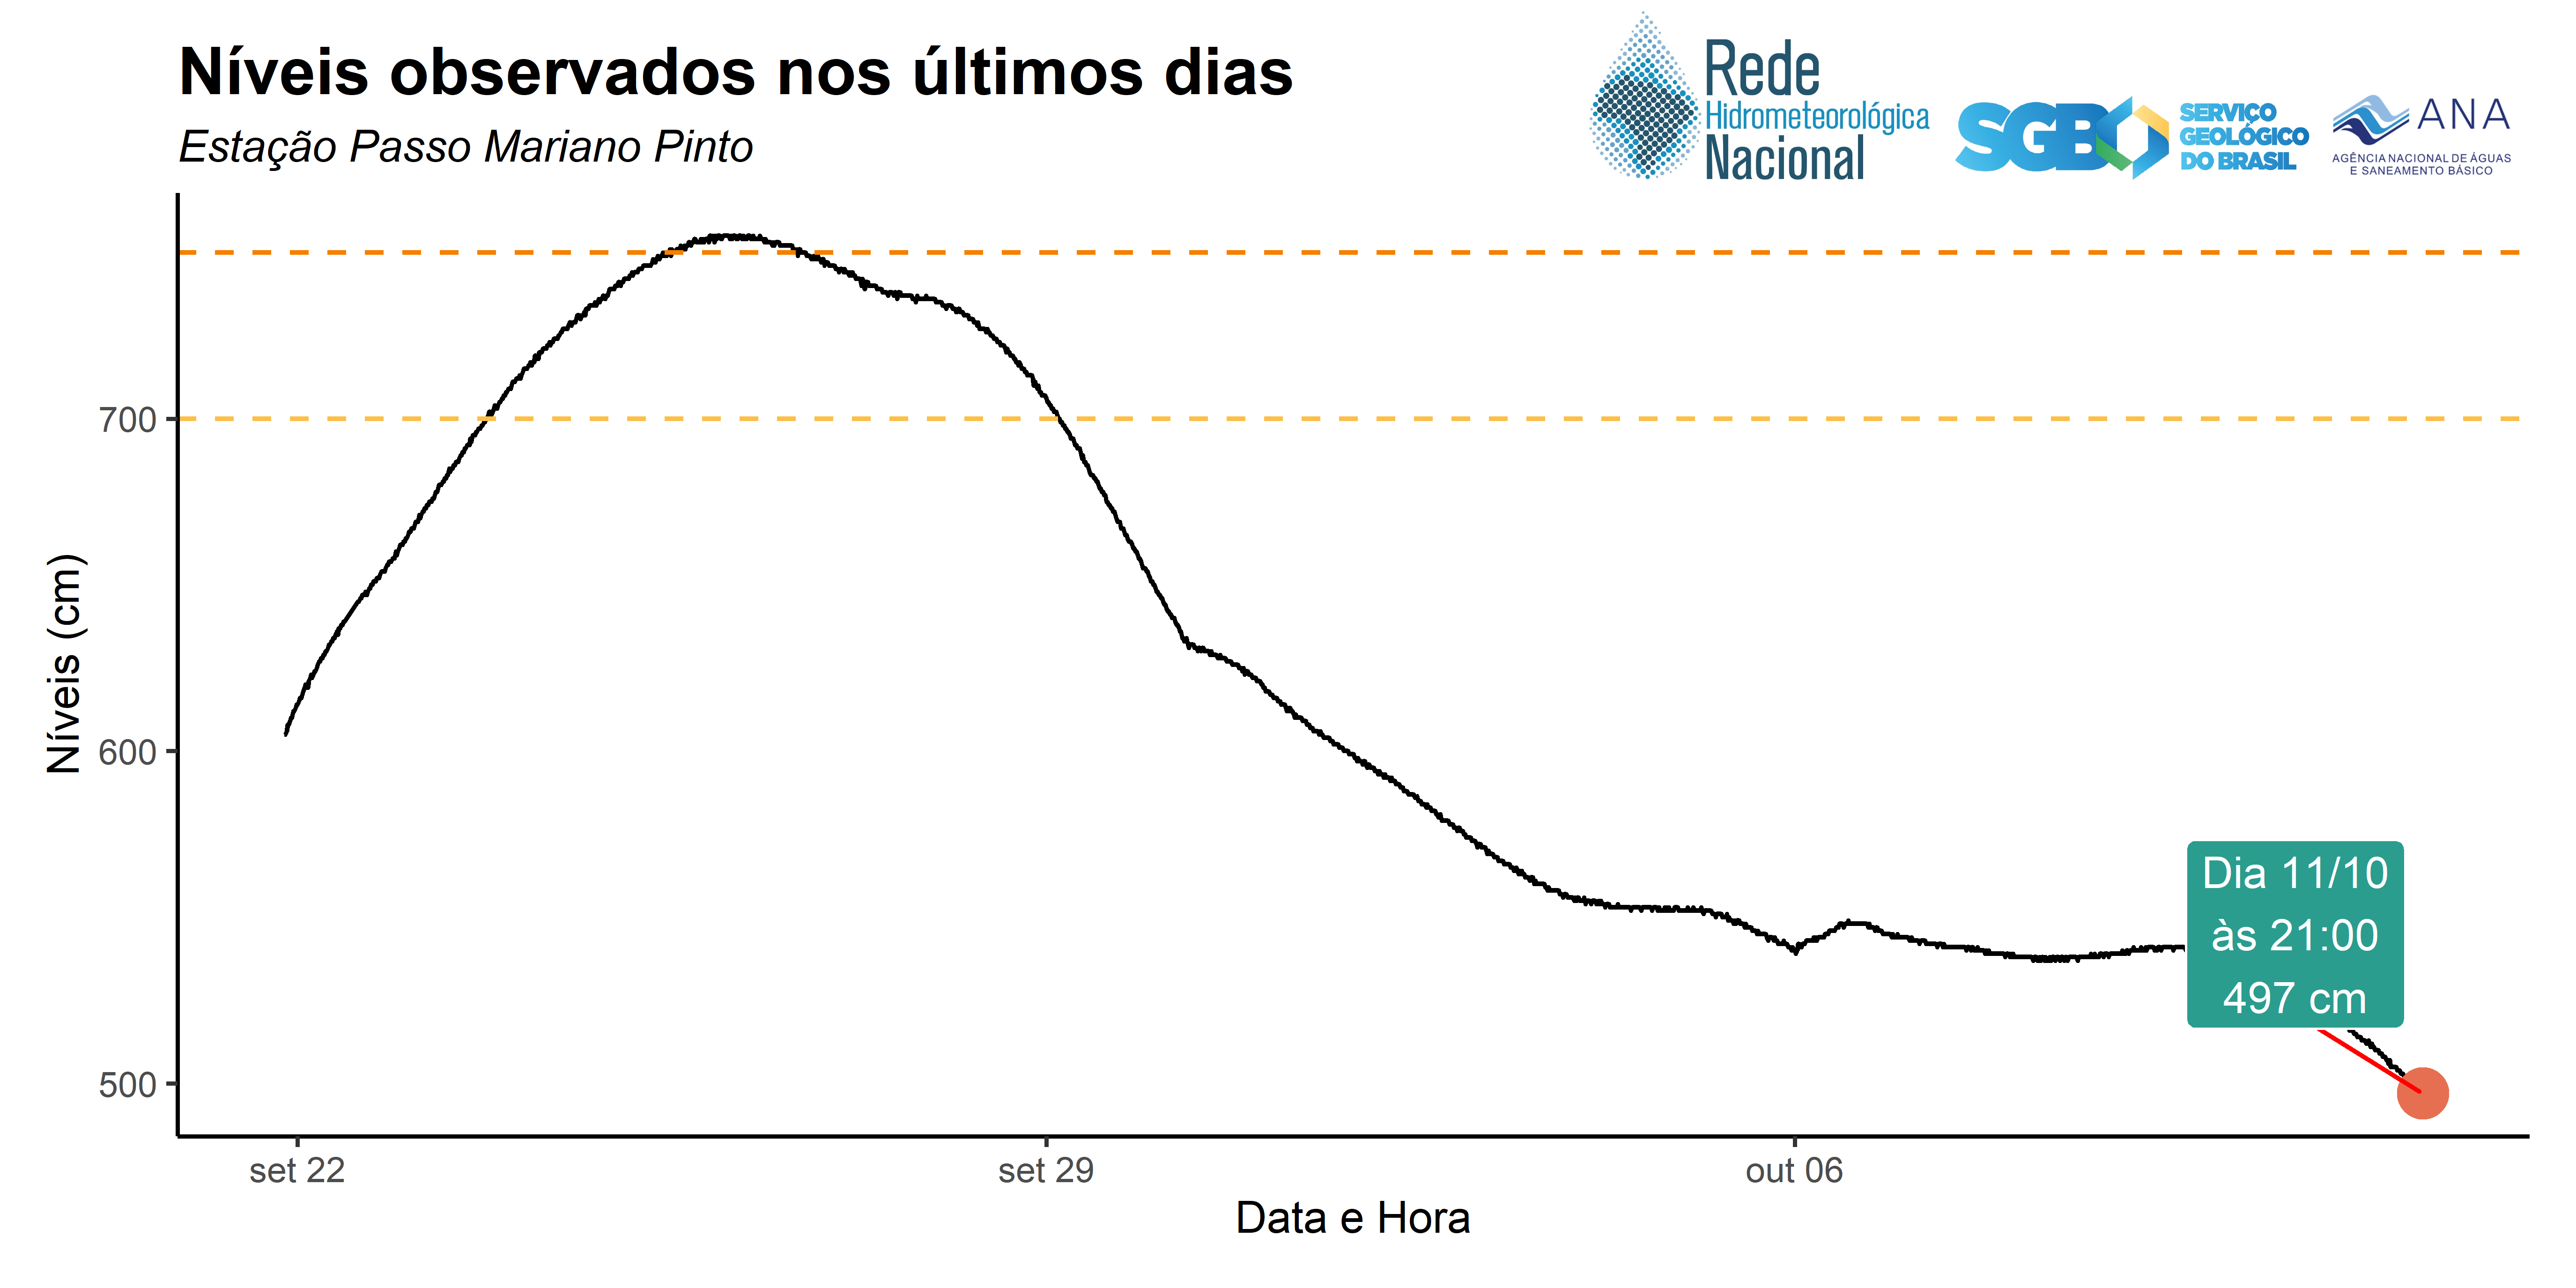 Níveis observados nos últimos dias
Estação Passo Mariano Pinto
Rede
Hidrometeorológica
Nacional
SGB
SERVIÇO
GEOLÓGICO
DO BRASIL
ANA
AGÊNCIA NACIONAL DE ÁGUAS
E SANEAMENTO BÁSICO
Níveis (cm)
700
600
500
Dia 11/10
às 21:00
497 cm
set 22
set 29
out 06
Data e Hora